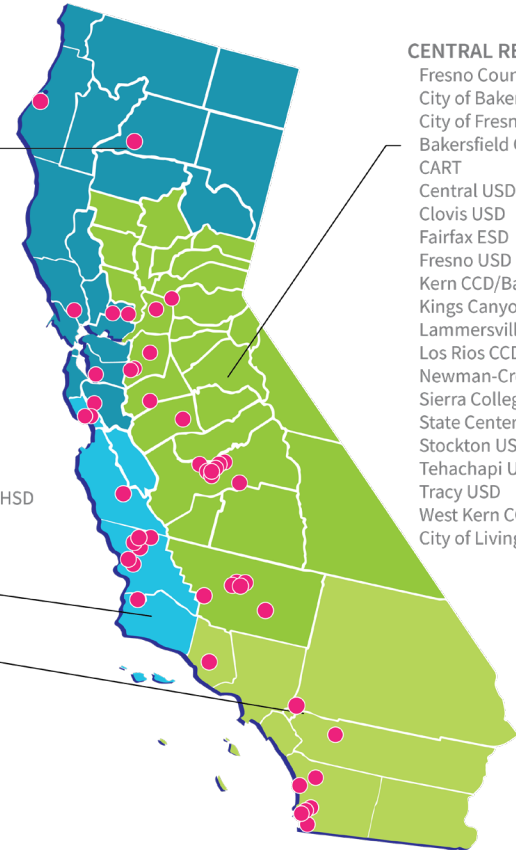 CENTRAL RE
Fresno Coun
City of Baker
City of Fresn
Bakersfield C
CART
Central USD
Clovis USD
Fairfax ESD
Fresno USD
Kern CCD/Ba
Kings Canyo
Lammersvill
Los Rios CCD
Newman-Cr
Sierra Colleg
State Center
Stockton US
Tehachapi U
Tracy USD
West Kern C
City of Living
HSD